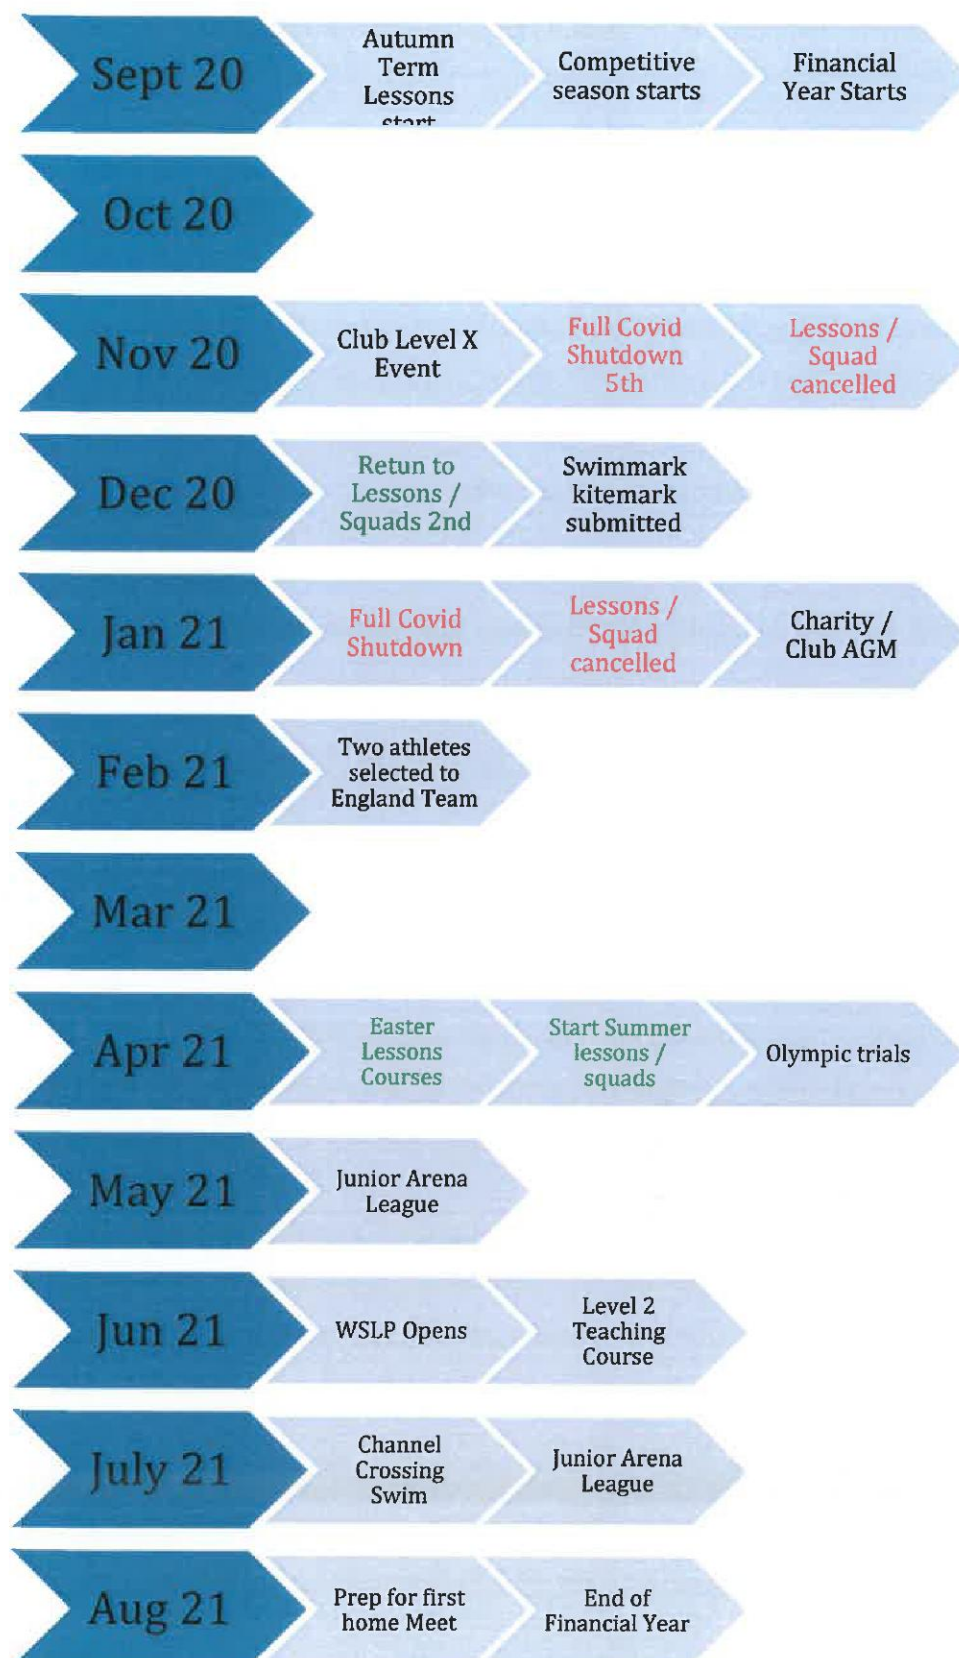 Sept 20
Autumn
Term
Lessons
start
Competitive
season starts
Financial
Year Starts
Oct 20
Nov 20
Club Level X
Event
Full Covid
Shutdown
5th
Lessons /
Squad
cancelled
Dec 20
Retun to
Lessons /
Squads 2nd
Swimmark
kitemark
submitted
Jan 21
Full Covid
Shutdown
Lessons /
Squad
cancelled
Charity /
Club AGM
Feb 21
Two athletes
selected to
England Team
Mar 21
Apr 21
Easter
Lessons
Courses
Start Summer
lessons /
squads
Olympic trials
May 21
Junior Arena
League
Jun 21
WSLP Opens
Level 2
Teaching
Course
July 21
Channel
Crossing
Swim
Junior Arena
League
Aug 21
Prep for first
home Meet
End of
Financial Year